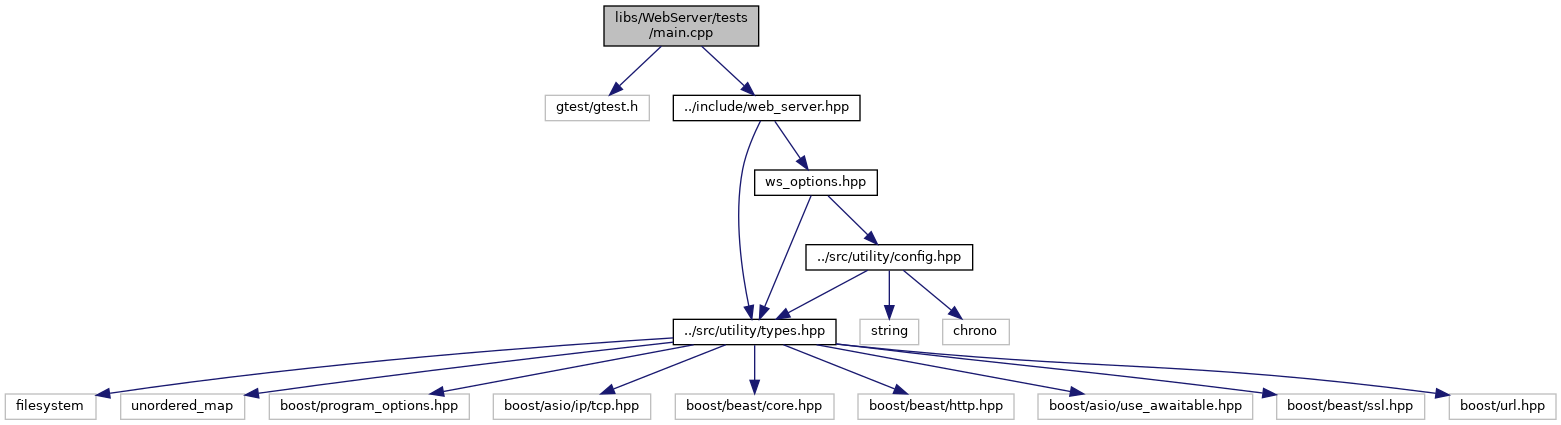 libs/WebServer/tests
/main.cpp
gtest/gtest.h
../include/web_server.hpp
ws_options.hpp
../src/utility/config.hpp
../src/utility/types.hpp
string
chrono
filesystem
unordered_map
boost/program_options.hpp
boost/asio/ip/tcp.hpp
boost/beast/core.hpp
boost/beast/http.hpp
boost/asio/use_awaitable.hpp
boost/beast/ssl.hpp
boost/url.hpp